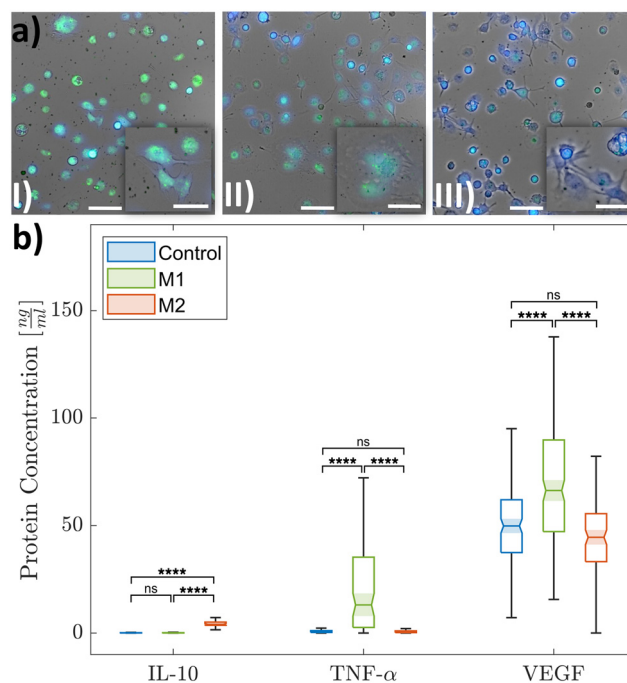 a)
I)
II)
III)
b)
Control
M1
M2
Protein Concentration [ng/ml]
150
100
50
0
ns
****
****
ns
****
ns
****
****
ns
****
****
IL-10
TNF-α
VEGF